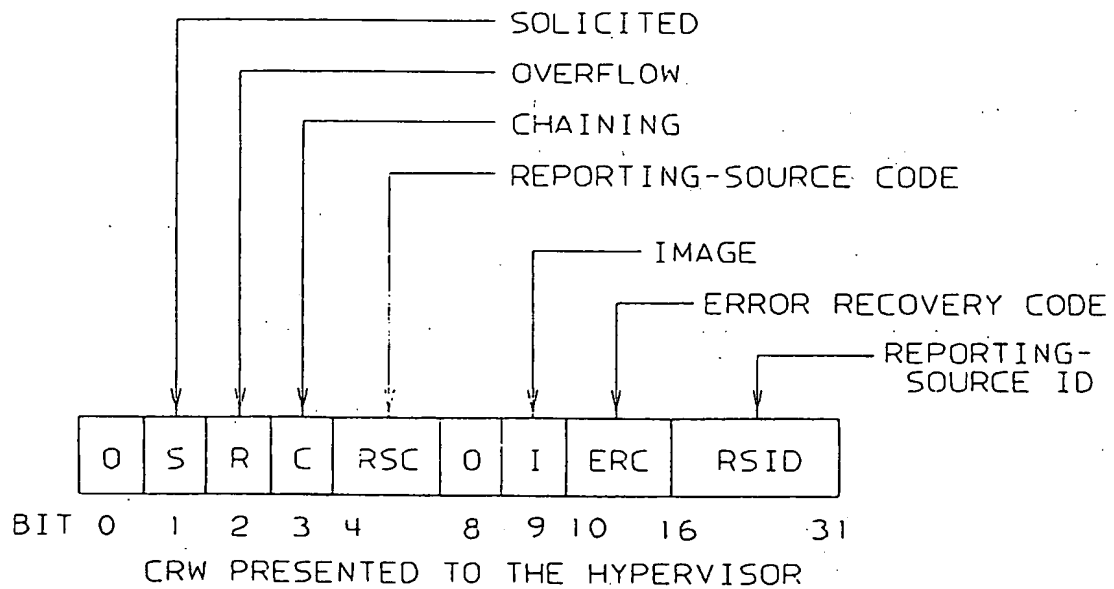 SOLICITED
OVERFLOW
CHAINING
REPORTING-SOURCE CODE
IMAGE
ERROR RECOVERY CODE
REPORTING-
SOURCE ID
0 S R C RSC 0 I ERC RSID
BIT 0 1 2 3 4 8 9 10 16 31
CRW PRESENTED TO THE HYPERVISOR